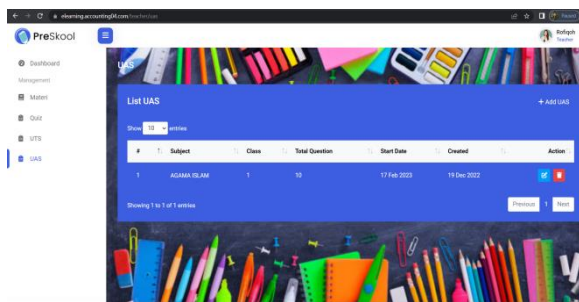 elearning.accounting04.com/teacher/uas
PreSkool
Rofiqoh
Teacher
Dashboard
Management
Materi
Quiz
UTS
UAS
UAS
List UAS
+ Add UAS
Show 10 entries
# Subject Class Total Question Start Date Created Action
1 AGAMA ISLAM 1 10 17 Feb 2023 19 Dec 2022
Showing 1 to 1 of 1 entries
Previous 1 Next